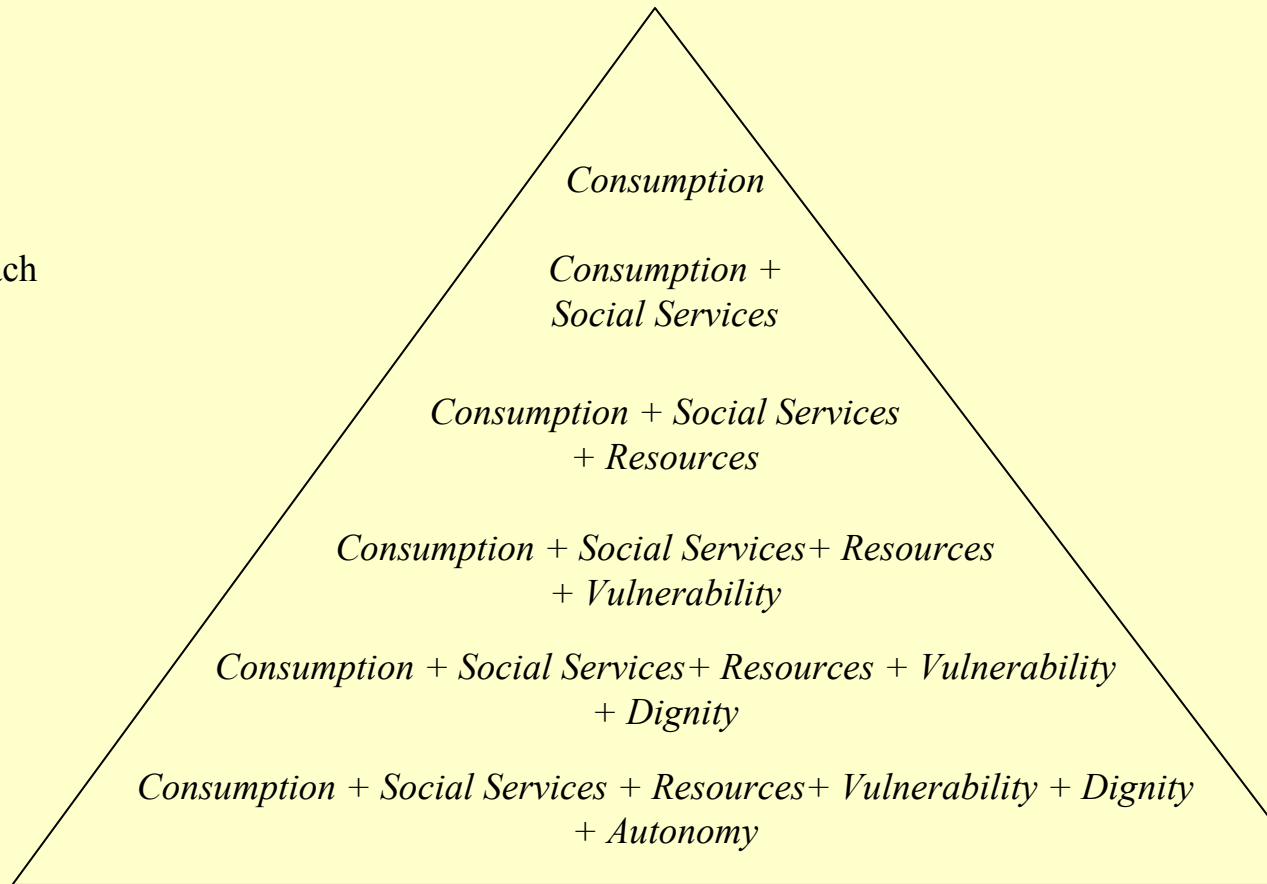 Consumption
ach
Consumption +
Social Services
Consumption + Social Services
+ Resources
Consumption + Social Services+ Resources
+ Vulnerability
Consumption + Social Services+ Resources + Vulnerability
+ Dignity
Consumption + Social Services + Resources+ Vulnerability + Dignity
+ Autonomy